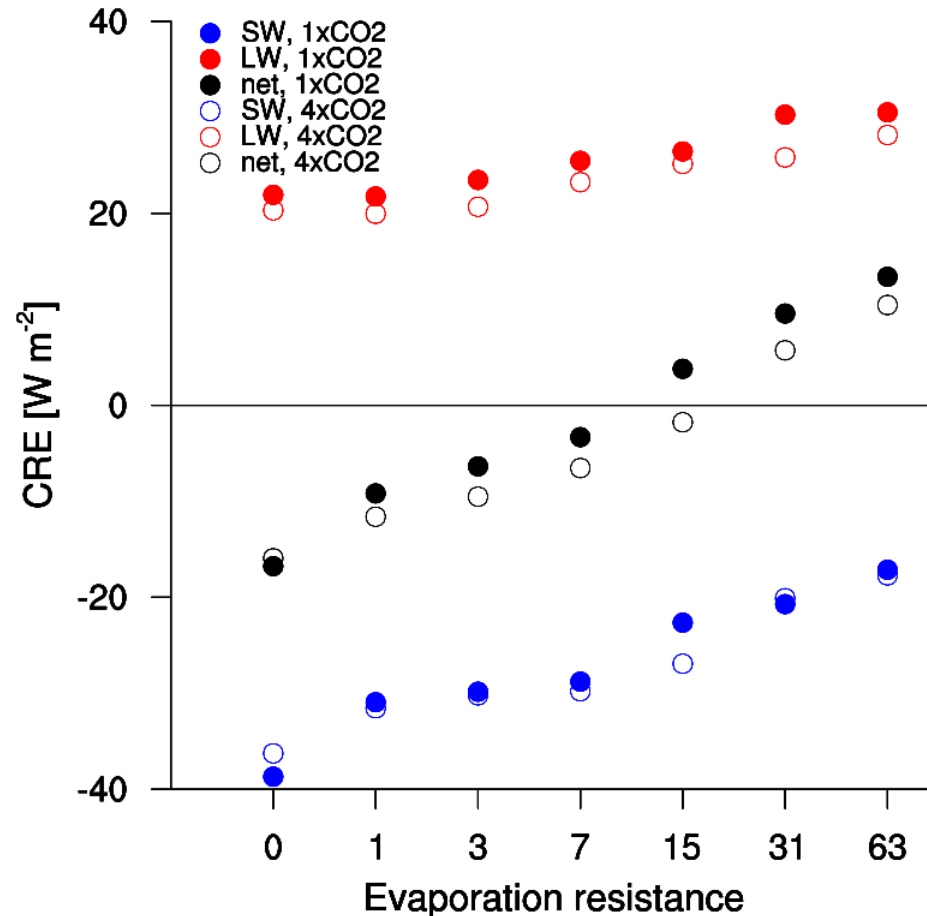 40
20
0
-20
-40
CRE [W m⁻²]
SW, 1xCO2
LW, 1xCO2
net, 1xCO2
SW, 4xCO2
LW, 4xCO2
net, 4xCO2
0 1 3 7 15 31 63
Evaporation resistance